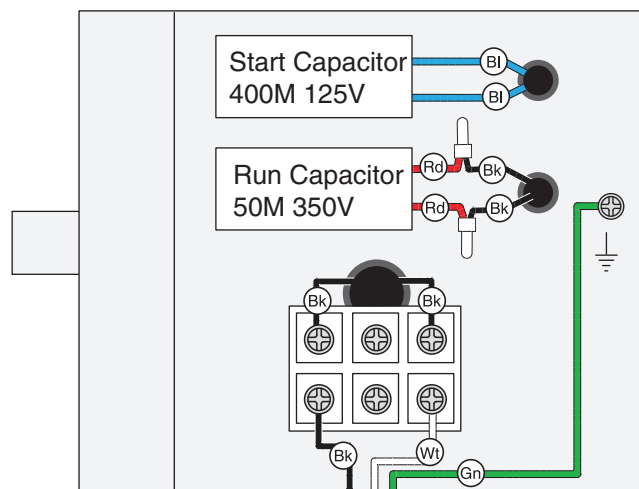 Start Capacitor
400M 125V
Bl
Bl
Run Capacitor
50M 350V
Rd
Bk
Rd
Bk
Bk
Bk
Bk
Wt
Gn